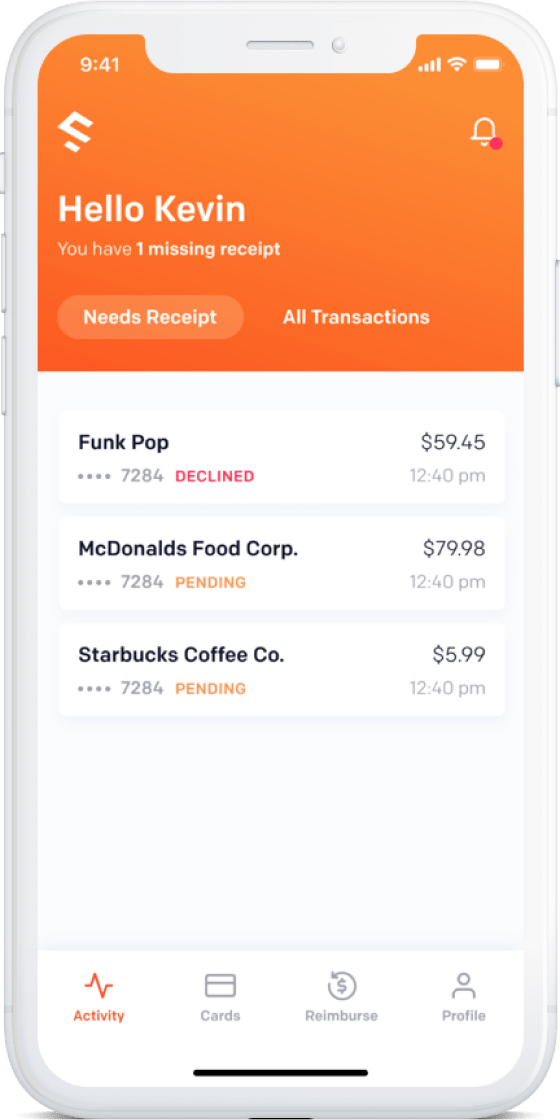 9:41
Hello Kevin
You have 1 missing receipt
Needs Receipt All Transactions
Funk Pop $59.45
•••• 7284 DECLINED 12:40 pm
McDonalds Food Corp. $79.98
•••• 7284 PENDING 12:40 pm
Starbucks Coffee Co. $5.99
•••• 7284 PENDING 12:40 pm
Activity Cards Reimburse Profile